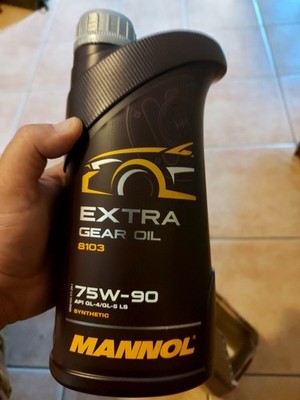 EXTRA
GEAR OIL
8103
75W-90
API GL-4/GL-5 LS
SYNTHETIC
MANNOL